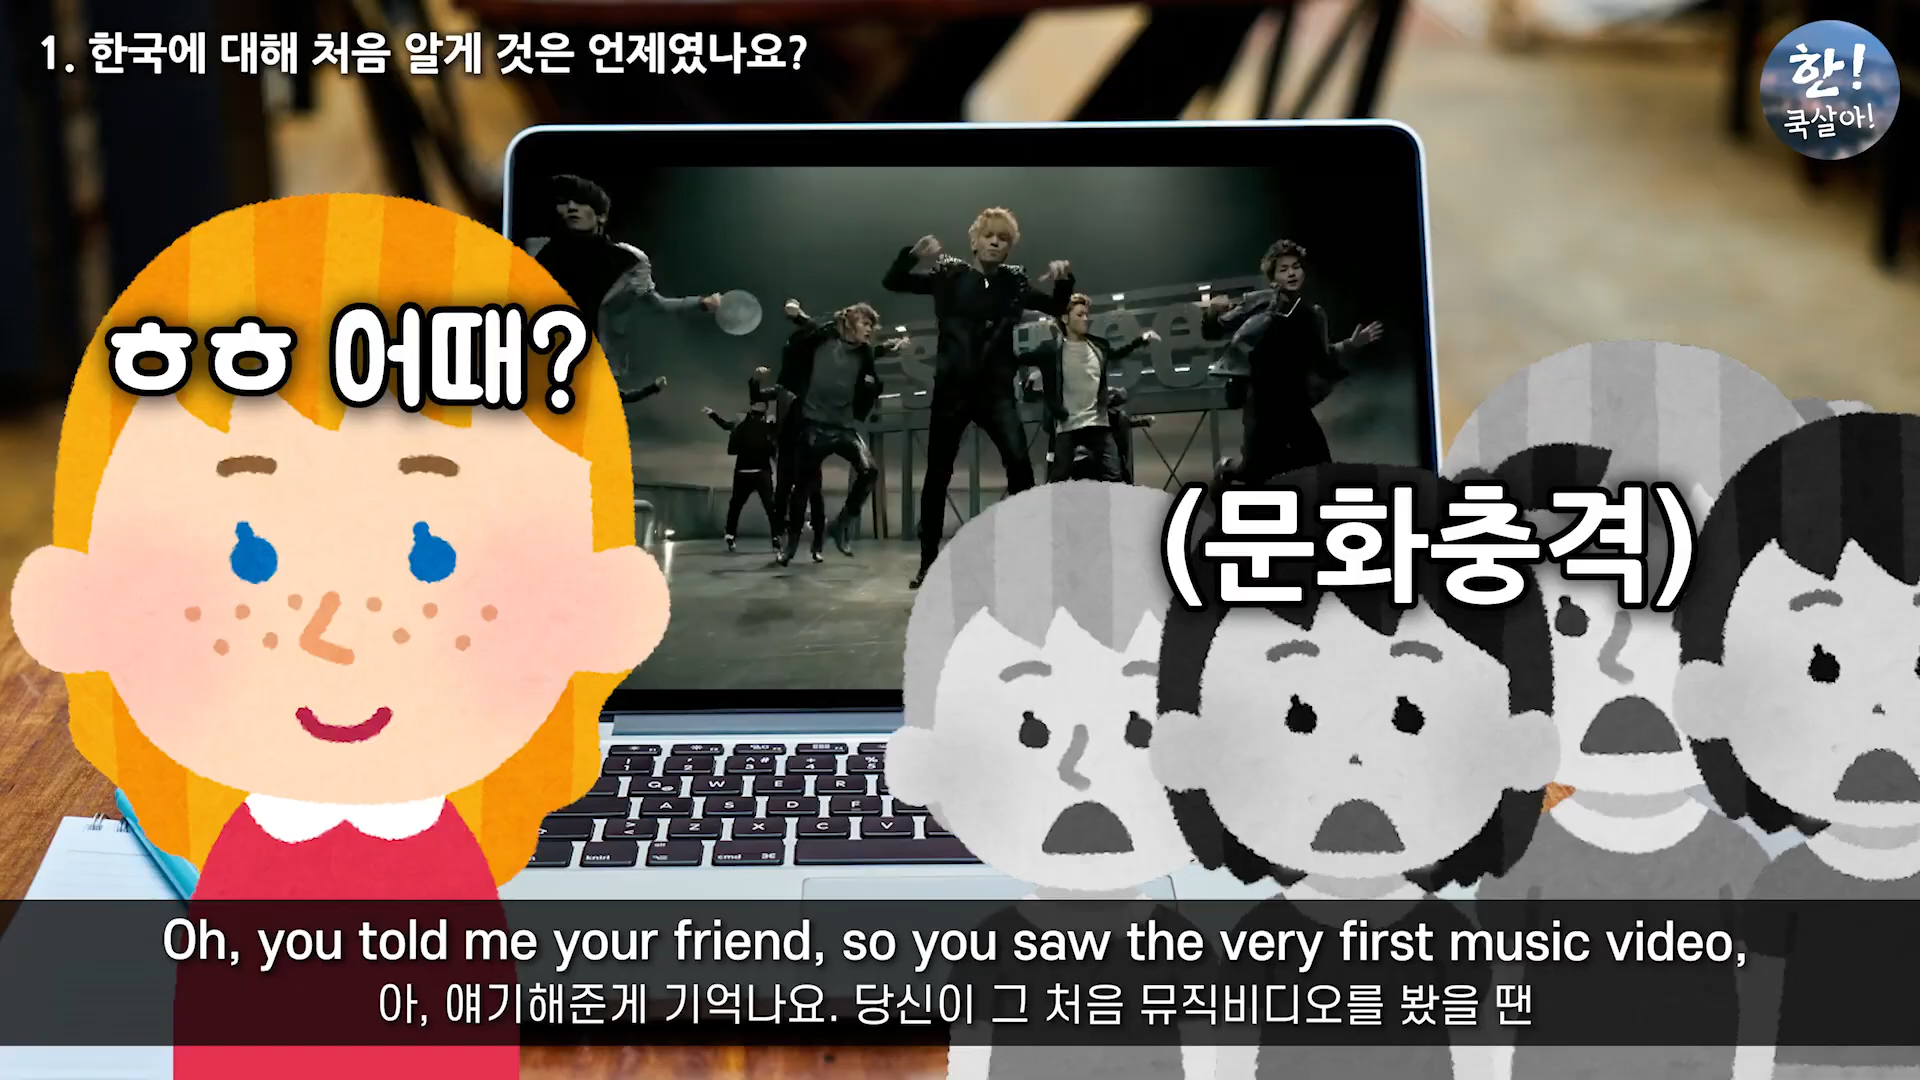 1. 한국에 대해 처음 알게 것은 언제였나요?
한!
쿡살아!
ㅎㅎ 어때?
(문화충격)
Oh, you told me your friend, so you saw the very first music video,
아, 얘기해준게 기억나요. 당신이 그 처음 뮤직비디오를 봤을 땐